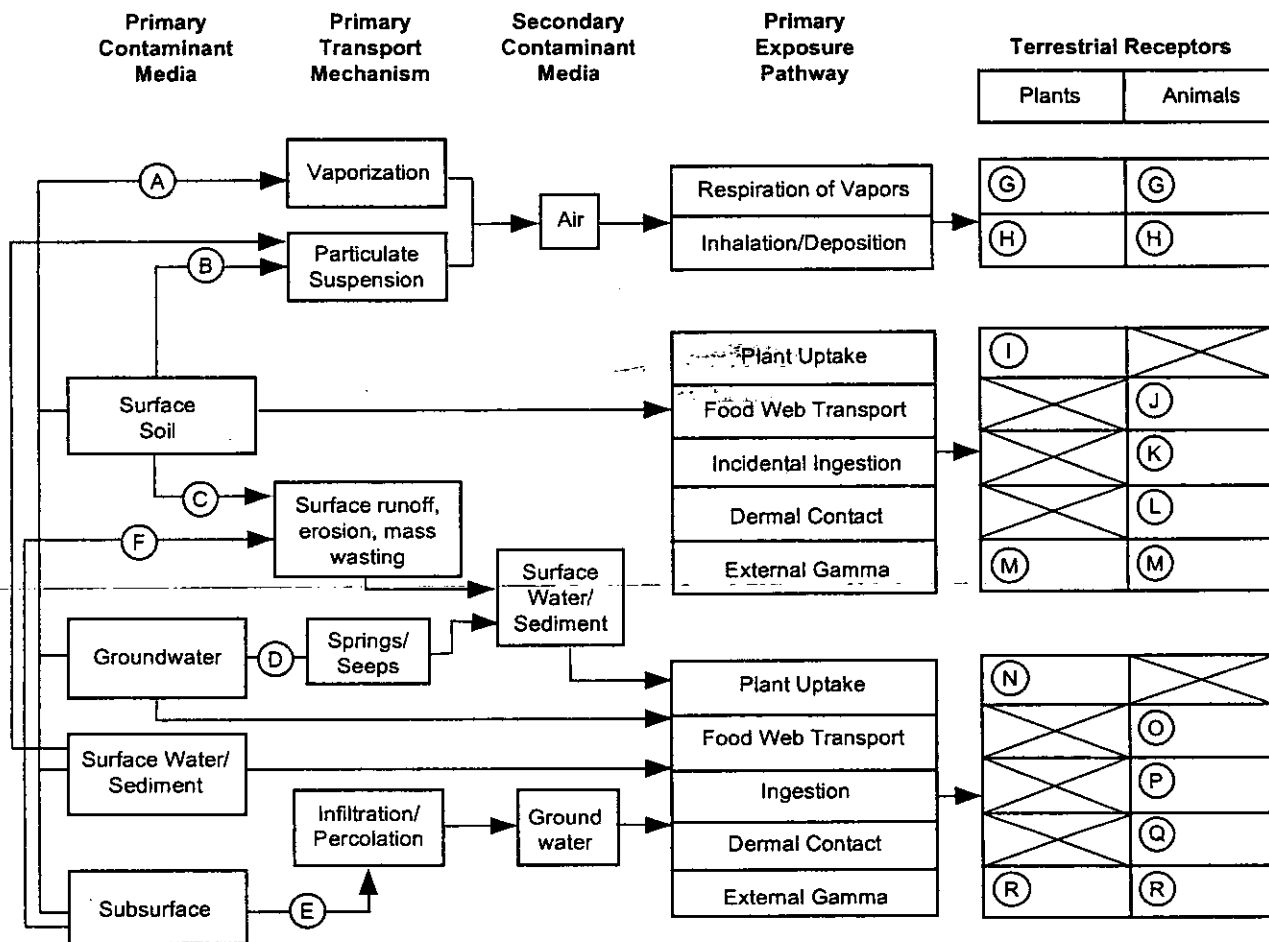 Primary
Contaminant
Media
Primary
Transport
Mechanism
Secondary
Contaminant
Media
Primary
Exposure
Pathway
Terrestrial Receptors
Plants
Animals
A
Vaporization
B
Particulate
Suspension
Air
Respiration of Vapors
Inhalation/Deposition
G
G
H
H
Surface
Soil
C
F
Surface runoff,
erosion, mass
wasting
Plant Uptake
Food Web Transport
Incidental Ingestion
Dermal Contact
External Gamma
I
J
K
L
M
M
Groundwater
D
Springs/
Seeps
Surface
Water/
Sediment
Surface Water/
Sediment
Infiltration/
Percolation
Ground
water
Subsurface
E
Plant Uptake
Food Web Transport
Ingestion
Dermal Contact
External Gamma
N
O
P
Q
R
R